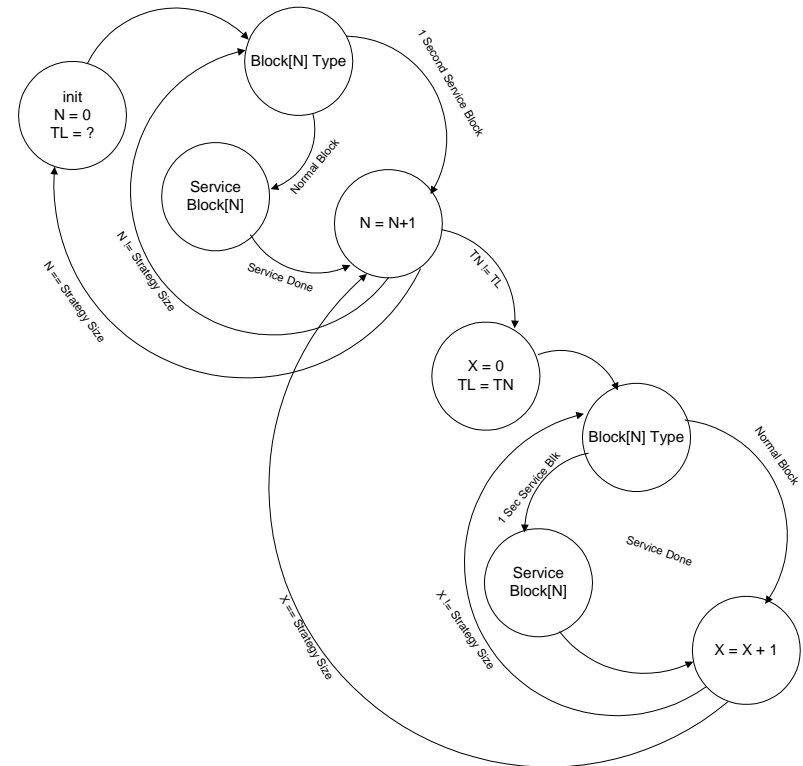 1 Second Service Block
Block[N] Type
init
N = 0
TL = ?
Normal Block
Service
Block[N]
N = N+1
N != Strategy Size
Service Done
TN != TL
N == Strategy Size
X = 0
TL = TN
Block[N] Type
Normal Block
1 Sec Service Blk
Service Done
Service
Block[N]
X != Strategy Size
X == Strategy Size
X = X + 1